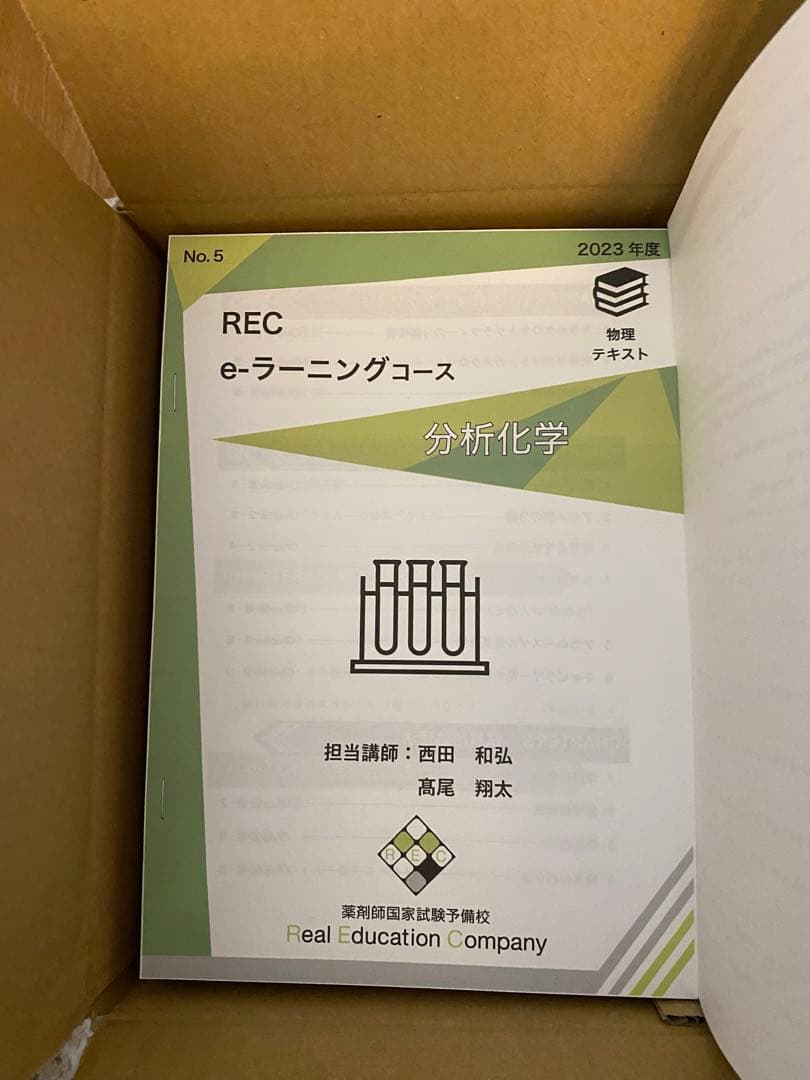 No. 5
2023 年度
物理
テキスト
REC
e-ラーニングコース
分析化学
担当講師：西田　和弘
髙尾　翔太
R E C
薬剤師国家試験予備校
Real Education Company